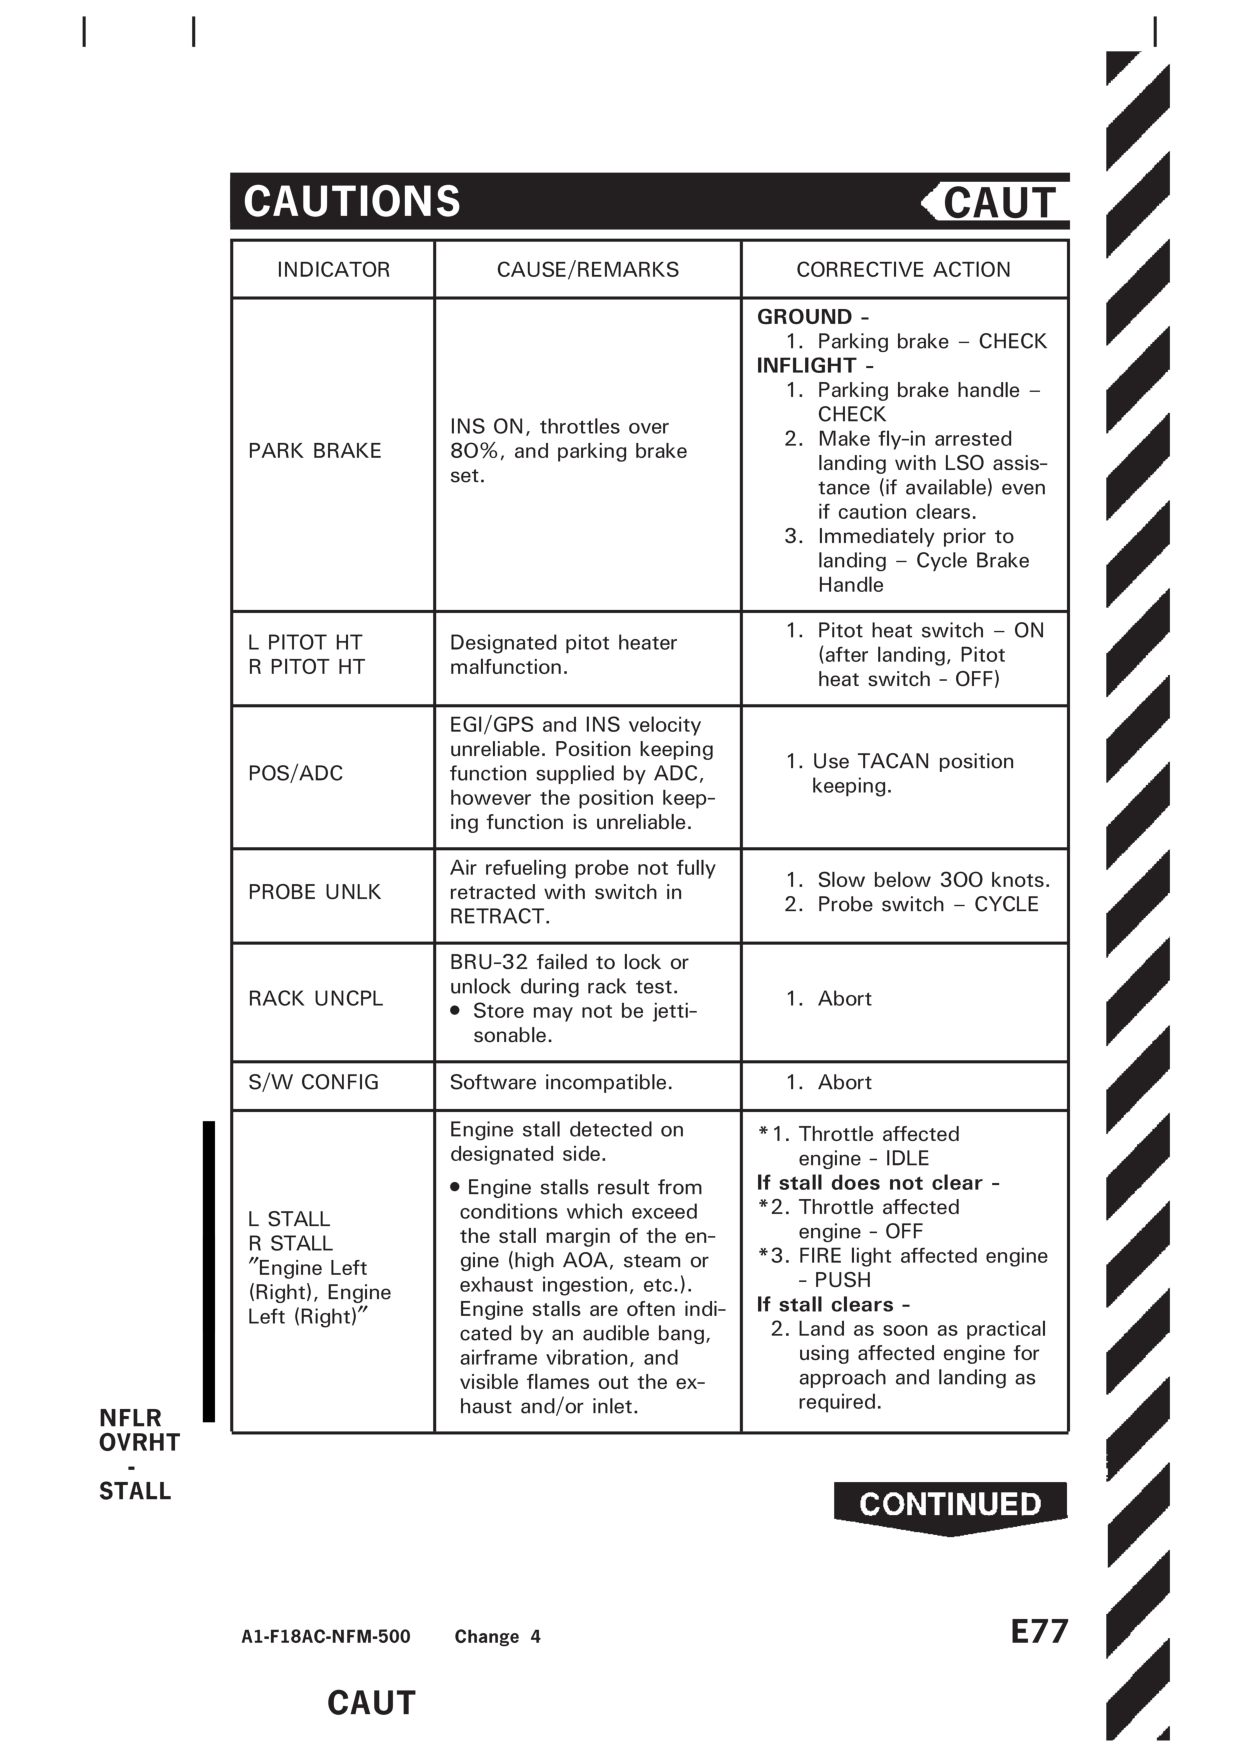 CAUTIONS
CAUT
INDICATOR
CAUSE/REMARKS
CORRECTIVE ACTION
PARK BRAKE
INS ON, throttles over
80%, and parking brake
set.
GROUND -
1. Parking brake – CHECK
INFLIGHT -
1. Parking brake handle –
CHECK
2. Make fly-in arrested
landing with LSO assis-
tance (if available) even
if caution clears.
3. Immediately prior to
landing – Cycle Brake
Handle
L PITOT HT
R PITOT HT
Designated pitot heater
malfunction.
1. Pitot heat switch – ON
(after landing, Pitot
heat switch - OFF)
POS/ADC
EGI/GPS and INS velocity
unreliable. Position keeping
function supplied by ADC,
however the position keep-
ing function is unreliable.
1. Use TACAN position
keeping.
PROBE UNLK
Air refueling probe not fully
retracted with switch in
RETRACT.
1. Slow below 300 knots.
2. Probe switch – CYCLE
RACK UNCPL
BRU-32 failed to lock or
unlock during rack test.
● Store may not be jetti-
sonable.
1. Abort
S/W CONFIG
Software incompatible.
1. Abort
L STALL
R STALL
″Engine Left
(Right), Engine
Left (Right)″
Engine stall detected on
designated side.
● Engine stalls result from
conditions which exceed
the stall margin of the en-
gine (high AOA, steam or
exhaust ingestion, etc.).
Engine stalls are often indi-
cated by an audible bang,
airframe vibration, and
visible flames out the ex-
haust and/or inlet.
*1. Throttle affected
engine - IDLE
If stall does not clear -
*2. Throttle affected
engine - OFF
*3. FIRE light affected engine
- PUSH
If stall clears -
2. Land as soon as practical
using affected engine for
approach and landing as
required.
NFLR
OVRHT
-
STALL
CONTINUED
A1-F18AC-NFM-500 Change 4
E77
CAUT